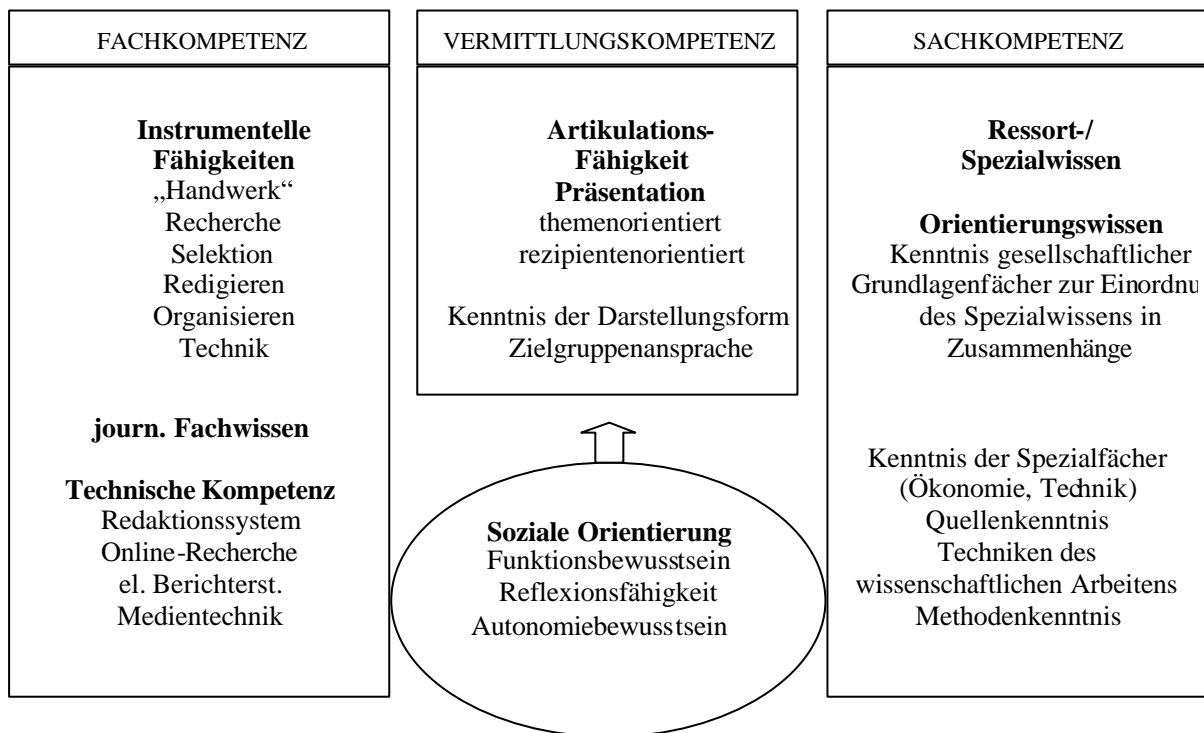 FACHKOMPETENZ
Instrumentelle
Fähigkeiten
„Handwerk“
Recherche
Selektion
Redigieren
Organisieren
Technik
journ. Fachwissen
Technische Kompetenz
Redaktionssystem
Online-Recherche
el. Berichterst.
Medientechnik
VERMITTLUNGSKOMPETENZ
Artikulations-
Fähigkeit
Präsentation
themenorientiert
rezipientenorientiert
Kenntnis der Darstellungsform
Zielgruppenansprache
Soziale Orientierung
Funktionsbewusstsein
Reflexionsfähigkeit
Autonomiebewusstsein
SACHKOMPETENZ
Ressort-/
Spezialwissen
Orientierungswissen
Kenntnis gesellschaftlicher
Grundlagenfächer zur Einordnu
des Spezialwissens in
Zusammenhänge
Kenntnis der Spezialfächer
(Ökonomie, Technik)
Quellenkenntnis
Techniken des
wissenschaftlichen Arbeitens
Methodenkenntnis